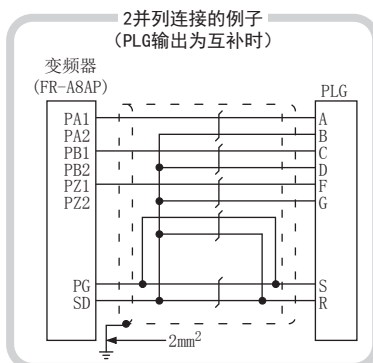 2并列连接的例子
（PLG输出为互补时）
变频器
(FR-A8AP)
PLG
PA1
PA2
PB1
PB2
PZ1
PZ2
PG
SD
A
B
C
D
F
G
S
R
2mm²